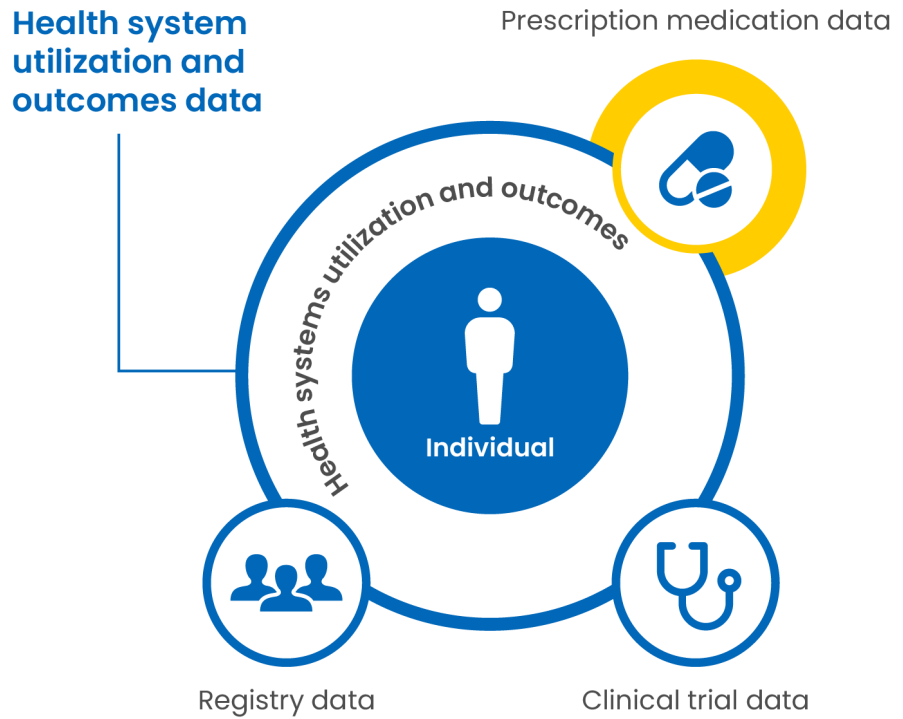 Health system
utilization and
outcomes data
Prescription medication data
Health systems utilization and outcomes
Individual
Registry data
Clinical trial data